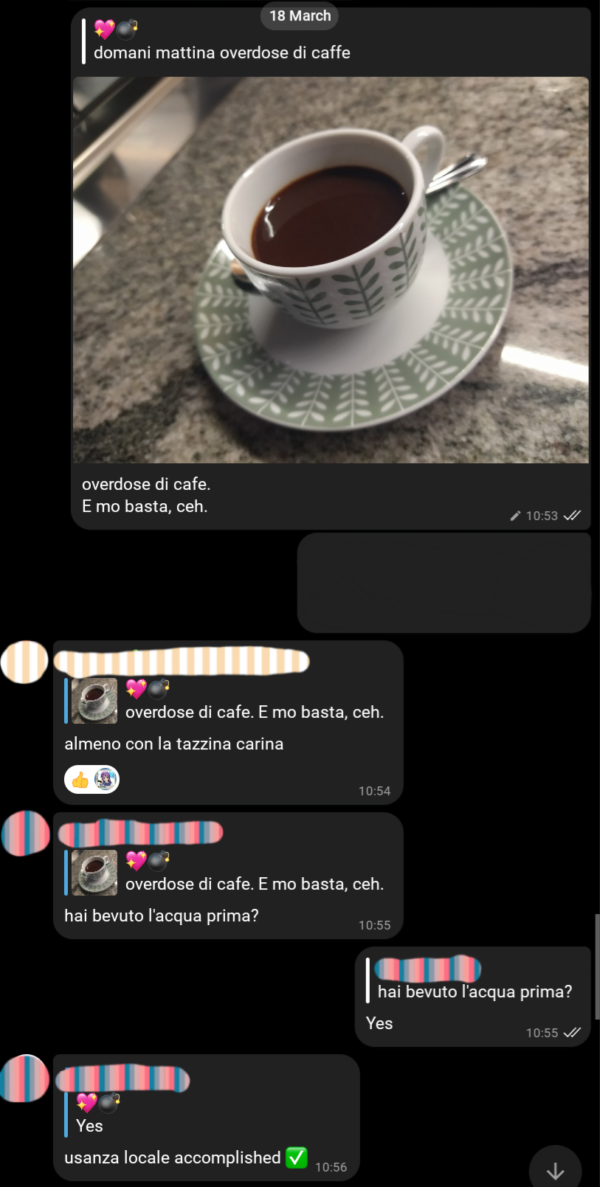 18 March
💖💣
domani mattina overdose di caffe
overdose di cafe.
E mo basta, ceh.
10:53
💖💣
overdose di cafe. E mo basta, ceh.
almeno con la tazzina carina
👍
10:54
💖💣
overdose di cafe. E mo basta, ceh.
hai bevuto l'acqua prima?
10:55
hai bevuto l'acqua prima?
Yes
10:55
💖💣
Yes
usanza locale accomplished ✅
10:56